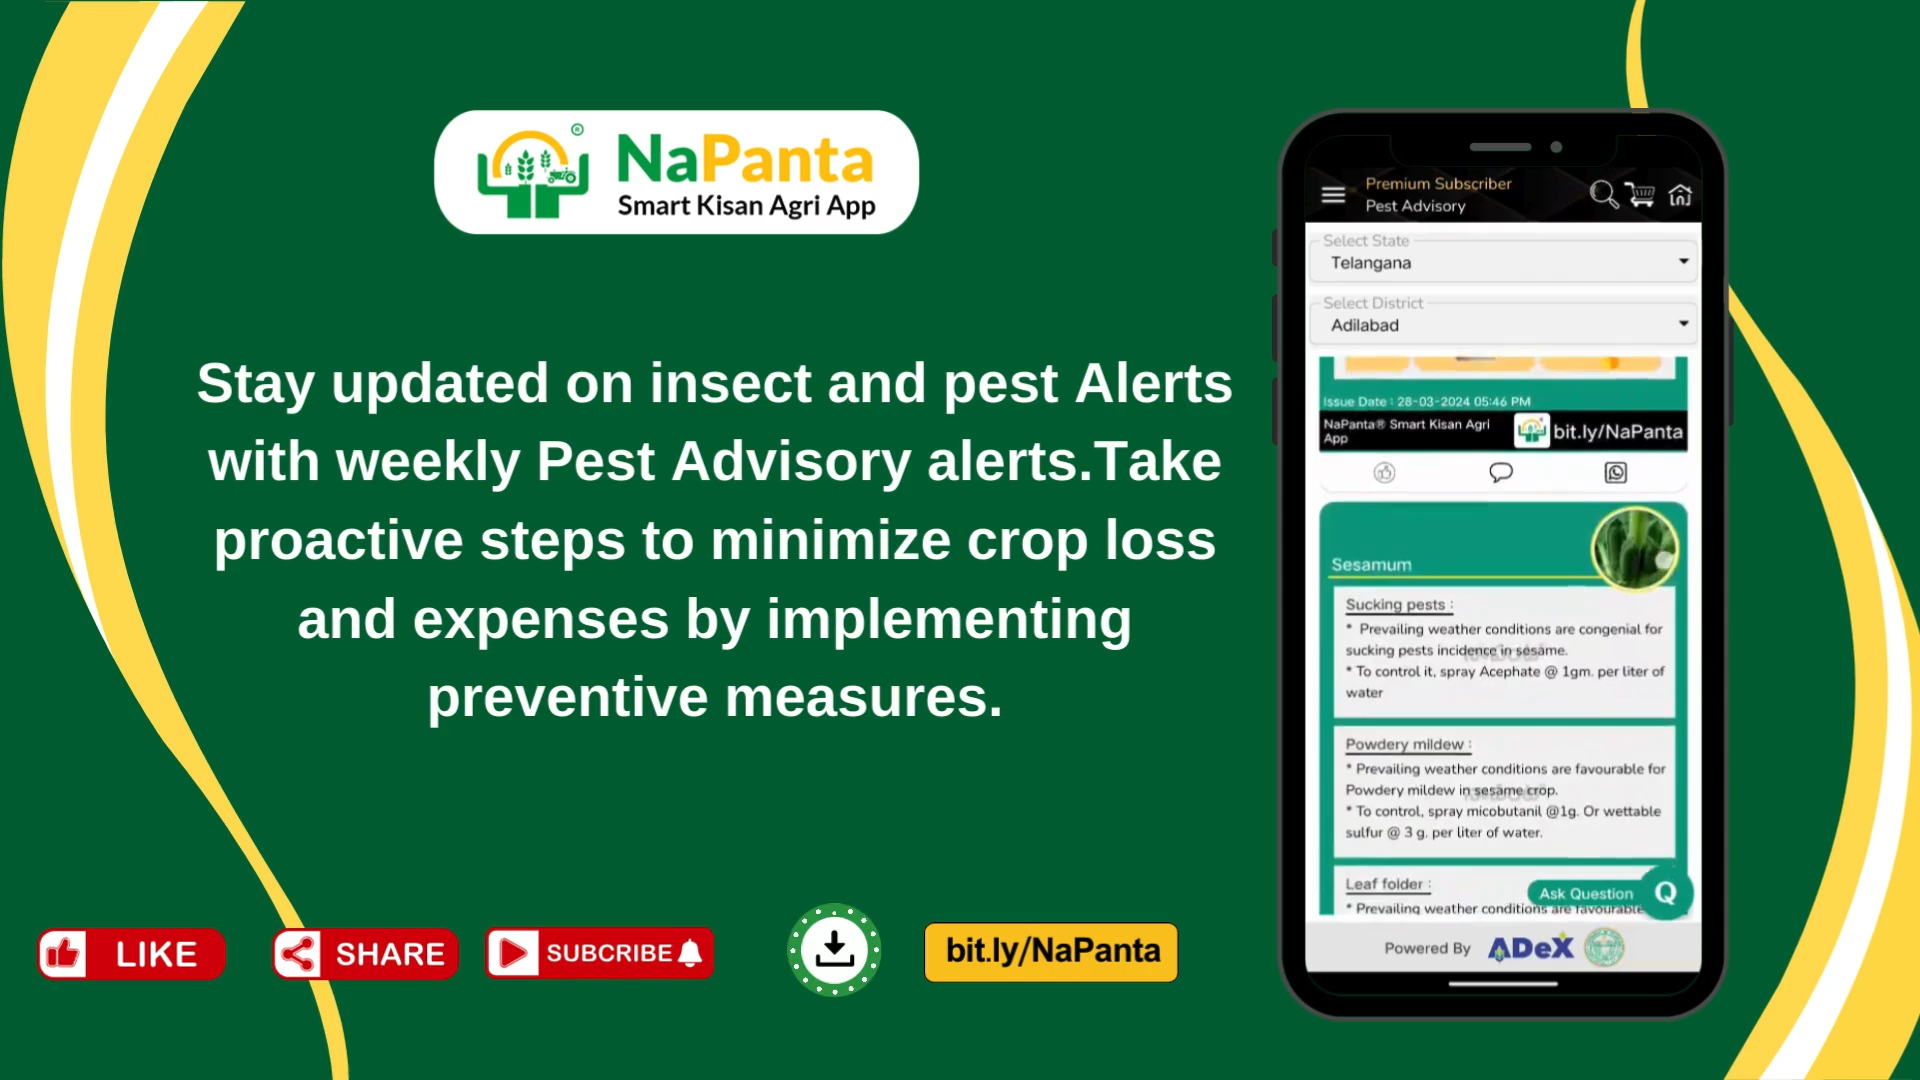 ®
NaPanta
Smart Kisan Agri App
Stay updated on insect and pest Alerts
with weekly Pest Advisory alerts.Take
proactive steps to minimize crop loss
and expenses by implementing
preventive measures.
LIKE
SHARE
SUBCRIBE
bit.ly/NaPanta
Premium Subscriber
Pest Advisory
Select State
Telangana
Select District
Adilabad
Issue Date : 28-03-2024 05:46 PM
NaPanta® Smart Kisan Agri
App
bit.ly/NaPanta
Sesamum
Sucking pests :
* Prevailing weather conditions are congenial for
sucking pests incidence in sesame.
* To control it, spray Acephate @ 1gm. per liter of
water
Powdery mildew :
* Prevailing weather conditions are favourable for
Powdery mildew in sesame crop.
* To control, spray micobutanil @1g. Or wettable
sulfur @ 3 g. per liter of water.
Leaf folder :
* Prevailing weather conditions are favourable
Ask Question
Q
Powered By ADeX